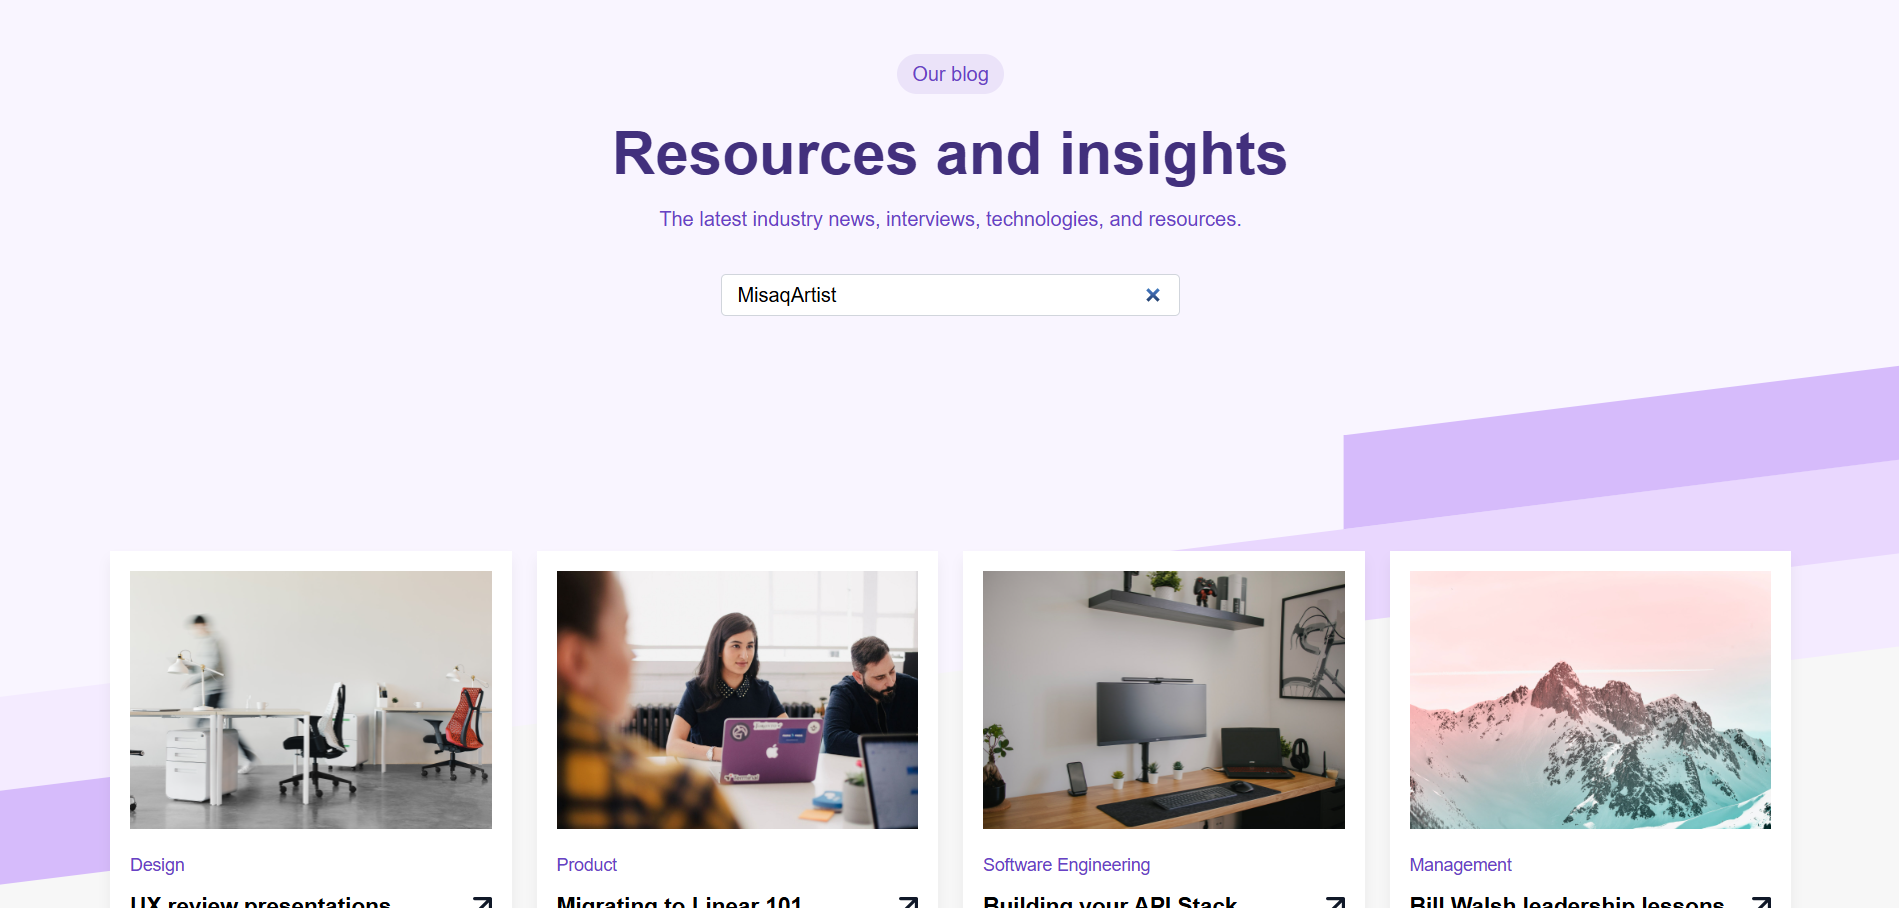 Our blog
Resources and insights
The latest industry news, interviews, technologies, and resources.
MisaqArtist
Design
Product
Software Engineering
Management
UX review presentations
Migrating to Linear 101
Building your API Stack
Bill Walsh leadership lessons